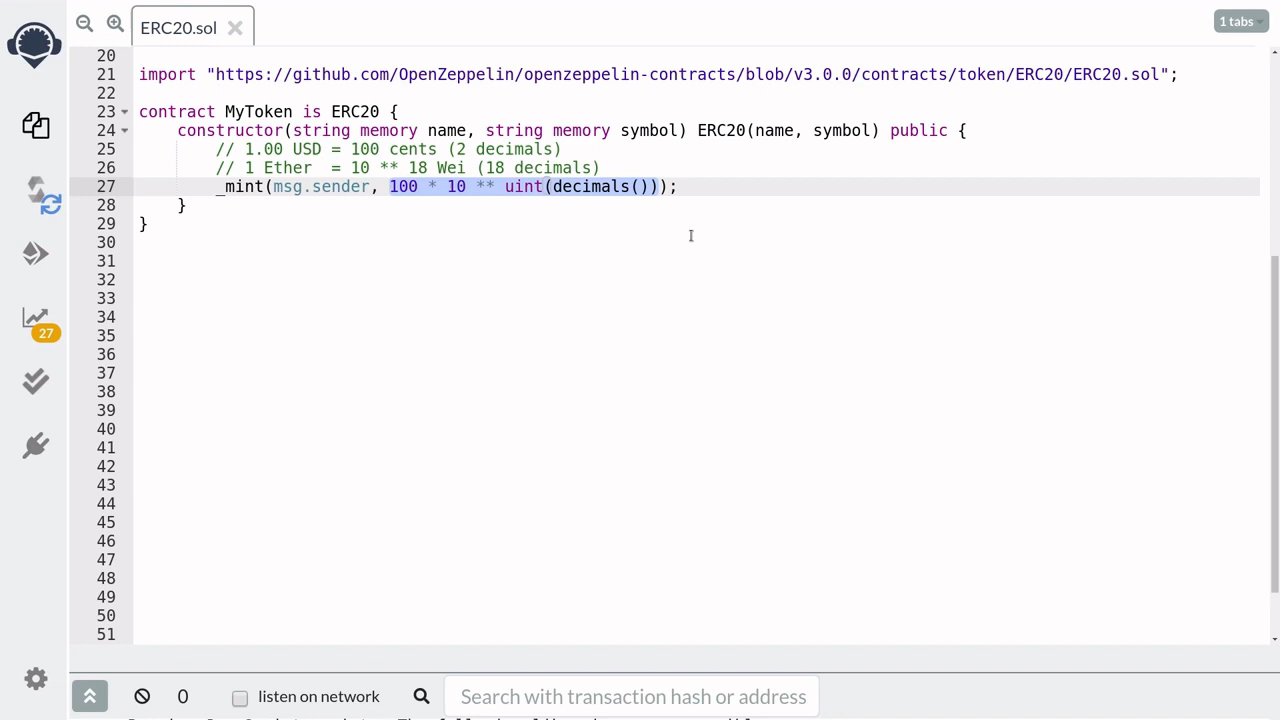 ERC20.sol
1 tabs
20
21 import "https://github.com/OpenZeppelin/openzeppelin-contracts/blob/v3.0.0/contracts/token/ERC20/ERC20.sol";
22
23 contract MyToken is ERC20 {
24 constructor(string memory name, string memory symbol) ERC20(name, symbol) public {
25 // 1.00 USD = 100 cents (2 decimals)
26 // 1 Ether  = 10 ** 18 Wei (18 decimals)
27 _mint(msg.sender, 100 * 10 ** uint(decimals()));
28 }
29 }
30
31
32
33
34
35
36
37
38
39
40
41
42
43
44
45
46
47
48
49
50
51
27
0
listen on network
Search with transaction hash or address